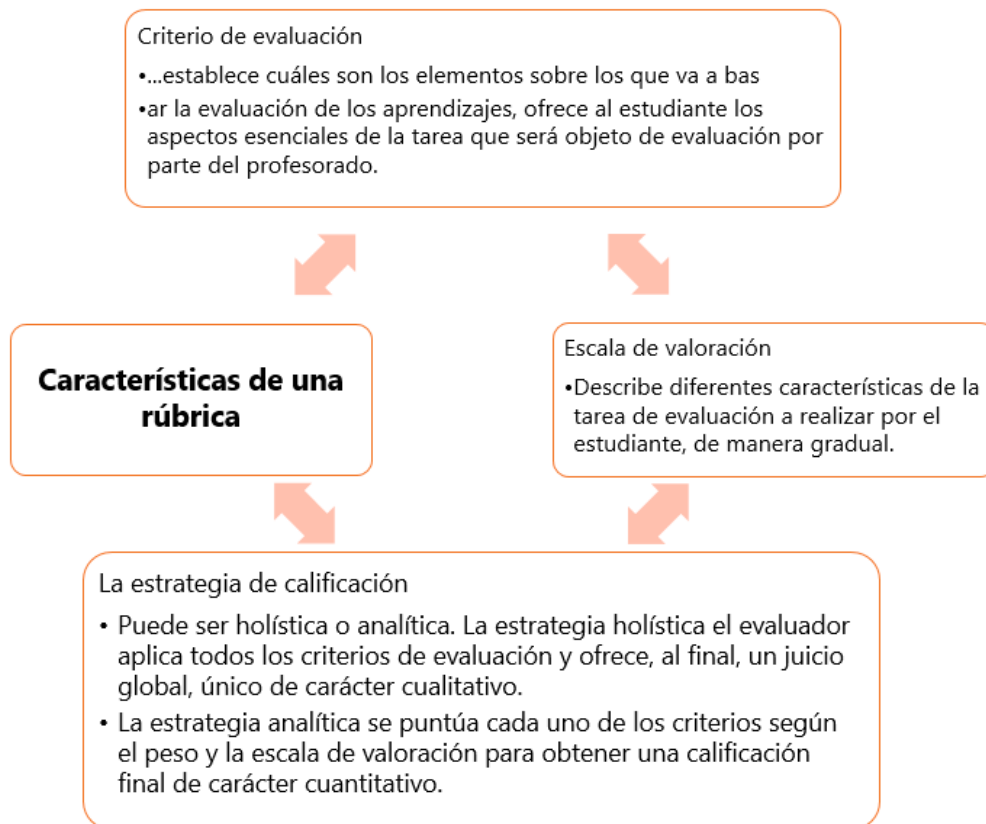 Criterio de evaluación
•...establece cuáles son los elementos sobre los que va a bas
•ar la evaluación de los aprendizajes, ofrece al estudiante los
aspectos esenciales de la tarea que será objeto de evaluación por
parte del profesorado.
Características de una
rúbrica
Escala de valoración
•Describe diferentes características de la
tarea de evaluación a realizar por el
estudiante, de manera gradual.
La estrategia de calificación
• Puede ser holística o analítica. La estrategia holística el evaluador
aplica todos los criterios de evaluación y ofrece, al final, un juicio
global, único de carácter cualitativo.
• La estrategia analítica se puntúa cada uno de los criterios según
el peso y la escala de valoración para obtener una calificación
final de carácter cuantitativo.